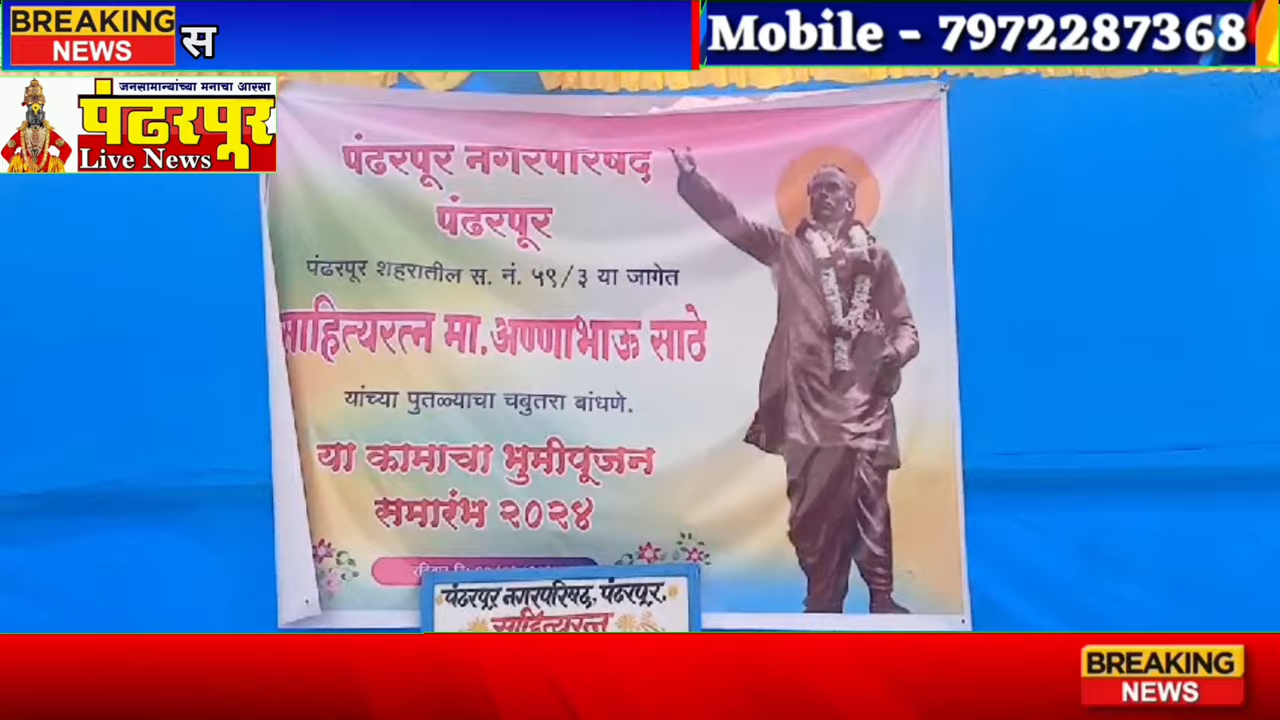 BREAKING
NEWS
स
Mobile - 7972287368
जनसामान्यांच्या मनाचा आरसा
पंढरपूर
Live News
पंढरपूर नगरपरिषद
पंढरपूर
पंढरपूर शहरातील स. नं. ५९/३ या जागेत
साहित्यरत्न मा.अण्णाभाऊ साठे
यांच्या पुतळ्याचा चबुतरा बांधणे.
या कामाचा भुमीपूजन
समारंभ २०२४
पंढरपूर नगरपरिषद, पंढरपूर.
साहित्यरत्न
BREAKING
NEWS